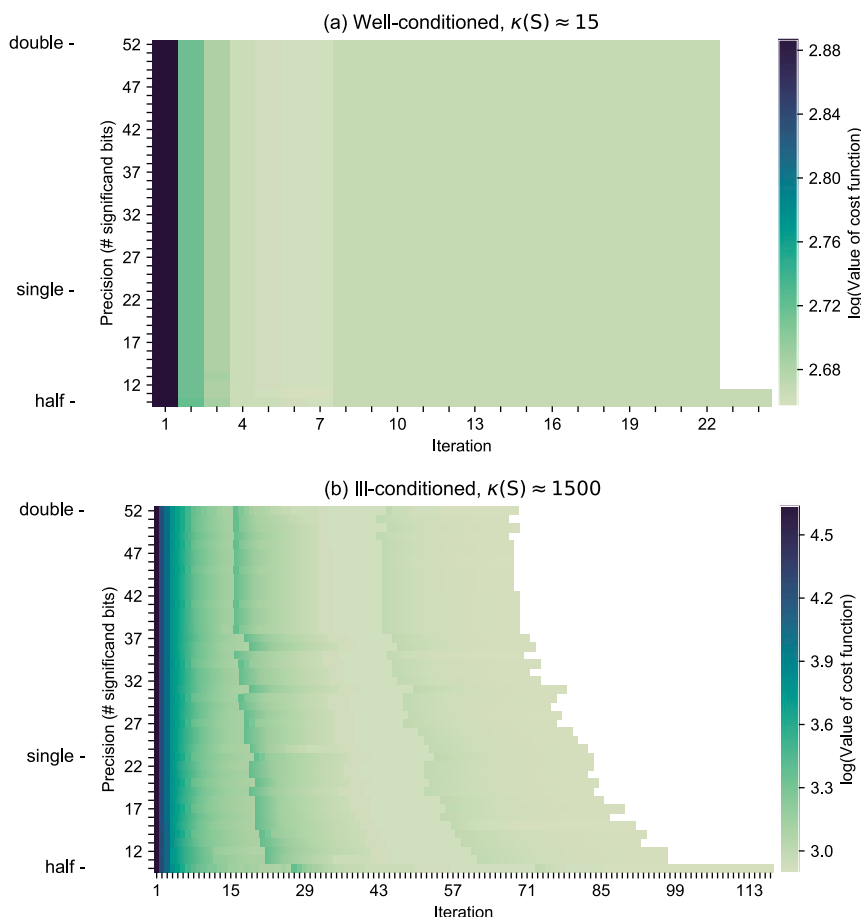 (a) Well-conditioned, κ(S) ≈ 15
double -
single -
half -
Precision (# significand bits)
52
47
42
37
32
27
22
17
12
1 4 7 10 13 16 19 22
Iteration
2.88
2.80
2.76
2.72
2.68
log(Value of cost function)
(b) Ill-conditioned, κ(S) ≈ 1500
double -
single -
half -
Precision (# significand bits)
52
47
42
37
32
27
22
17
12
1 15 29 43 57 71 85 99 113
Iteration
4.5
4.2
3.9
3.6
3.3
3.0
log(Value of cost function)